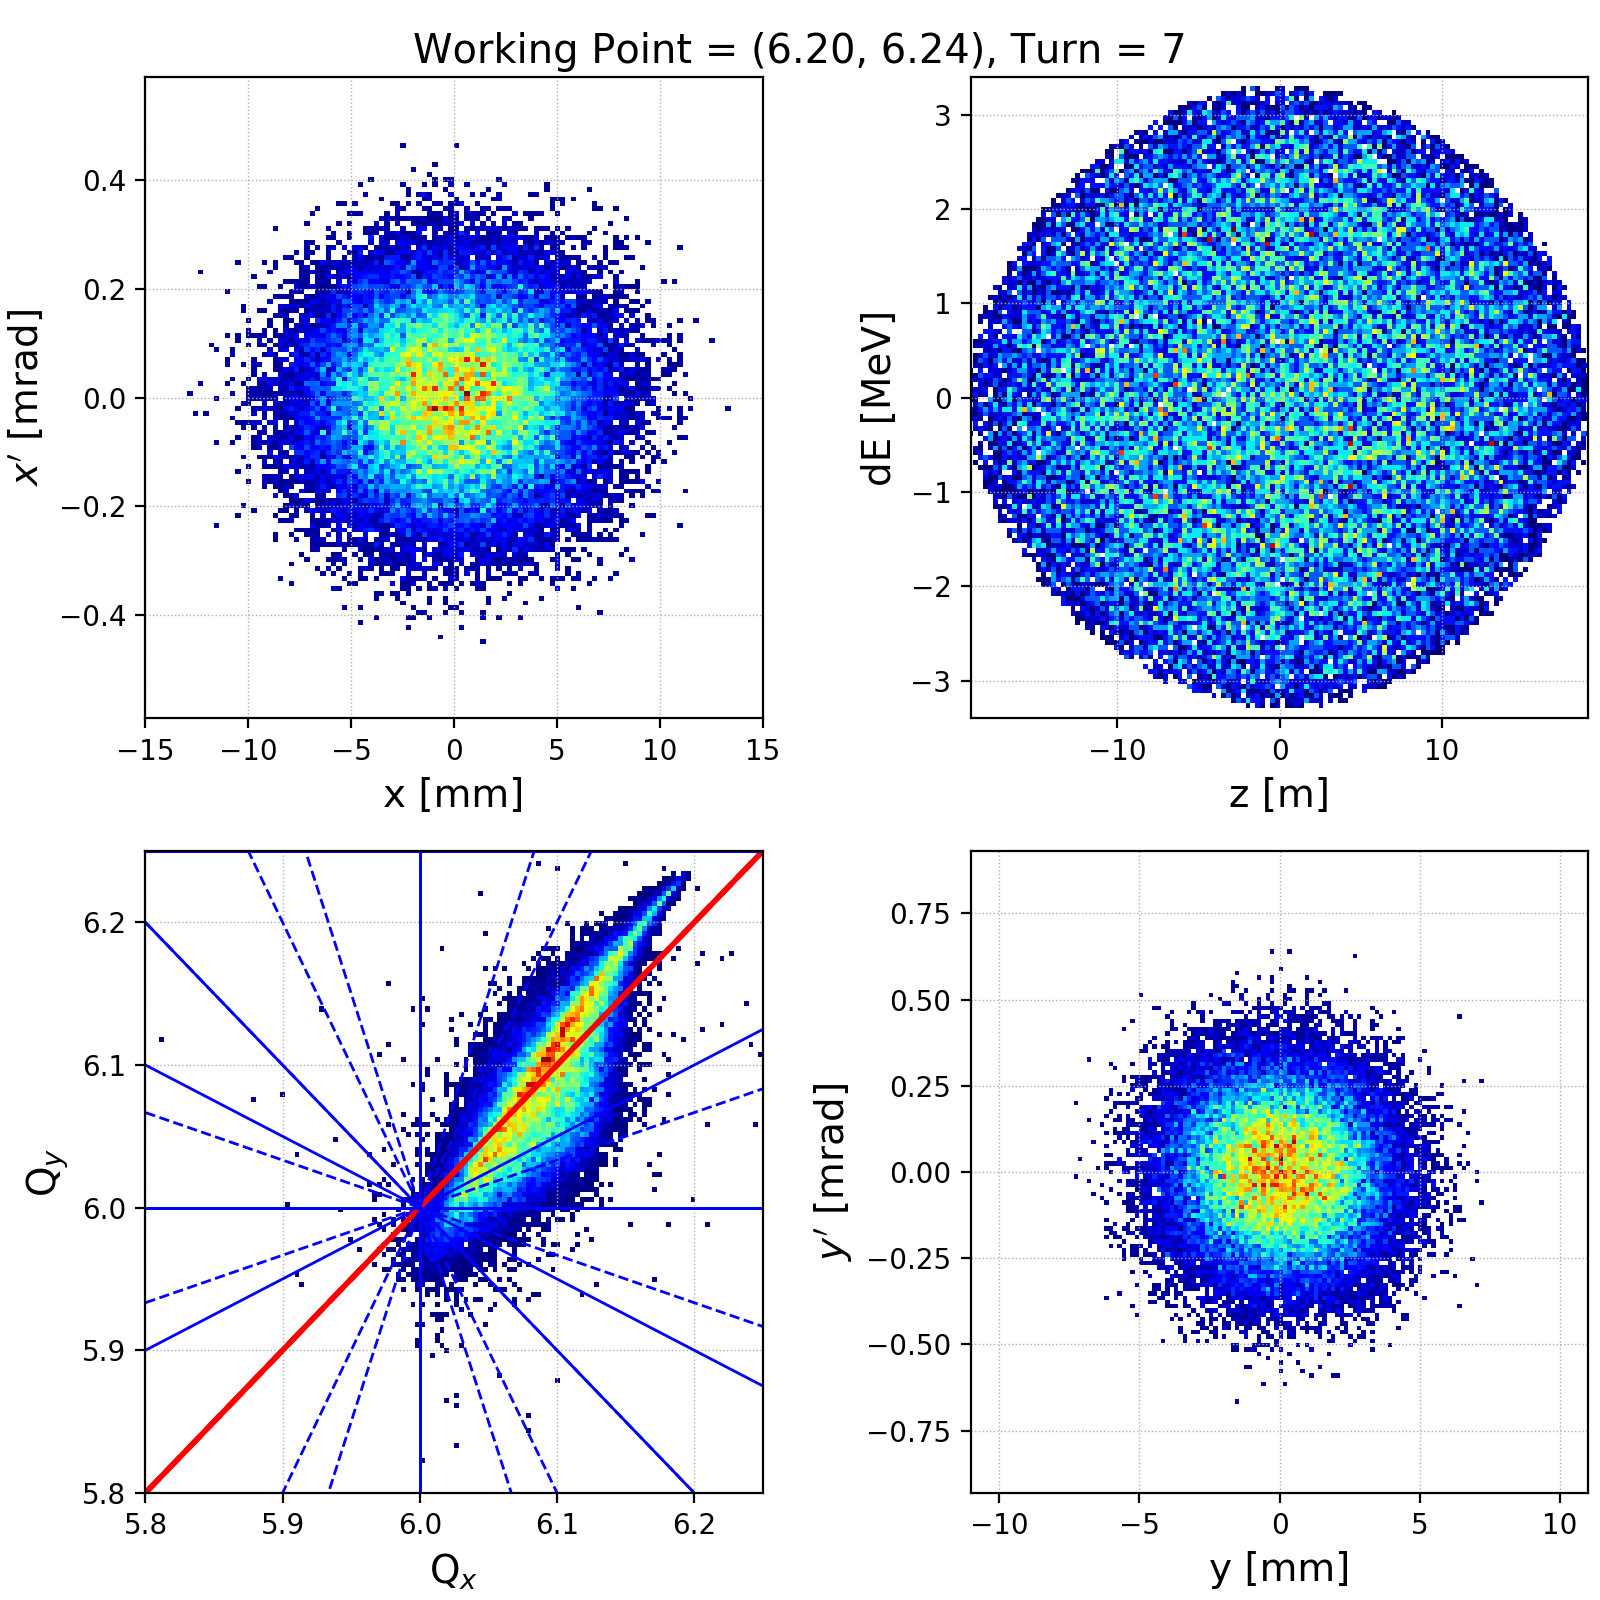 Working Point = (6.20, 6.24), Turn = 7
0.4
0.2
0.0
−0.2
−0.4
x′ [mrad]
−15 −10 −5 0 5 10 15
x [mm]
3
2
1
0
−1
−2
−3
dE [MeV]
−10 0 10
z [m]
6.2
6.1
6.0
5.9
5.8
Qy
5.8 5.9 6.0 6.1 6.2
Qx
0.75
0.50
0.25
0.00
−0.25
−0.50
−0.75
y′ [mrad]
−10 −5 0 5 10
y [mm]